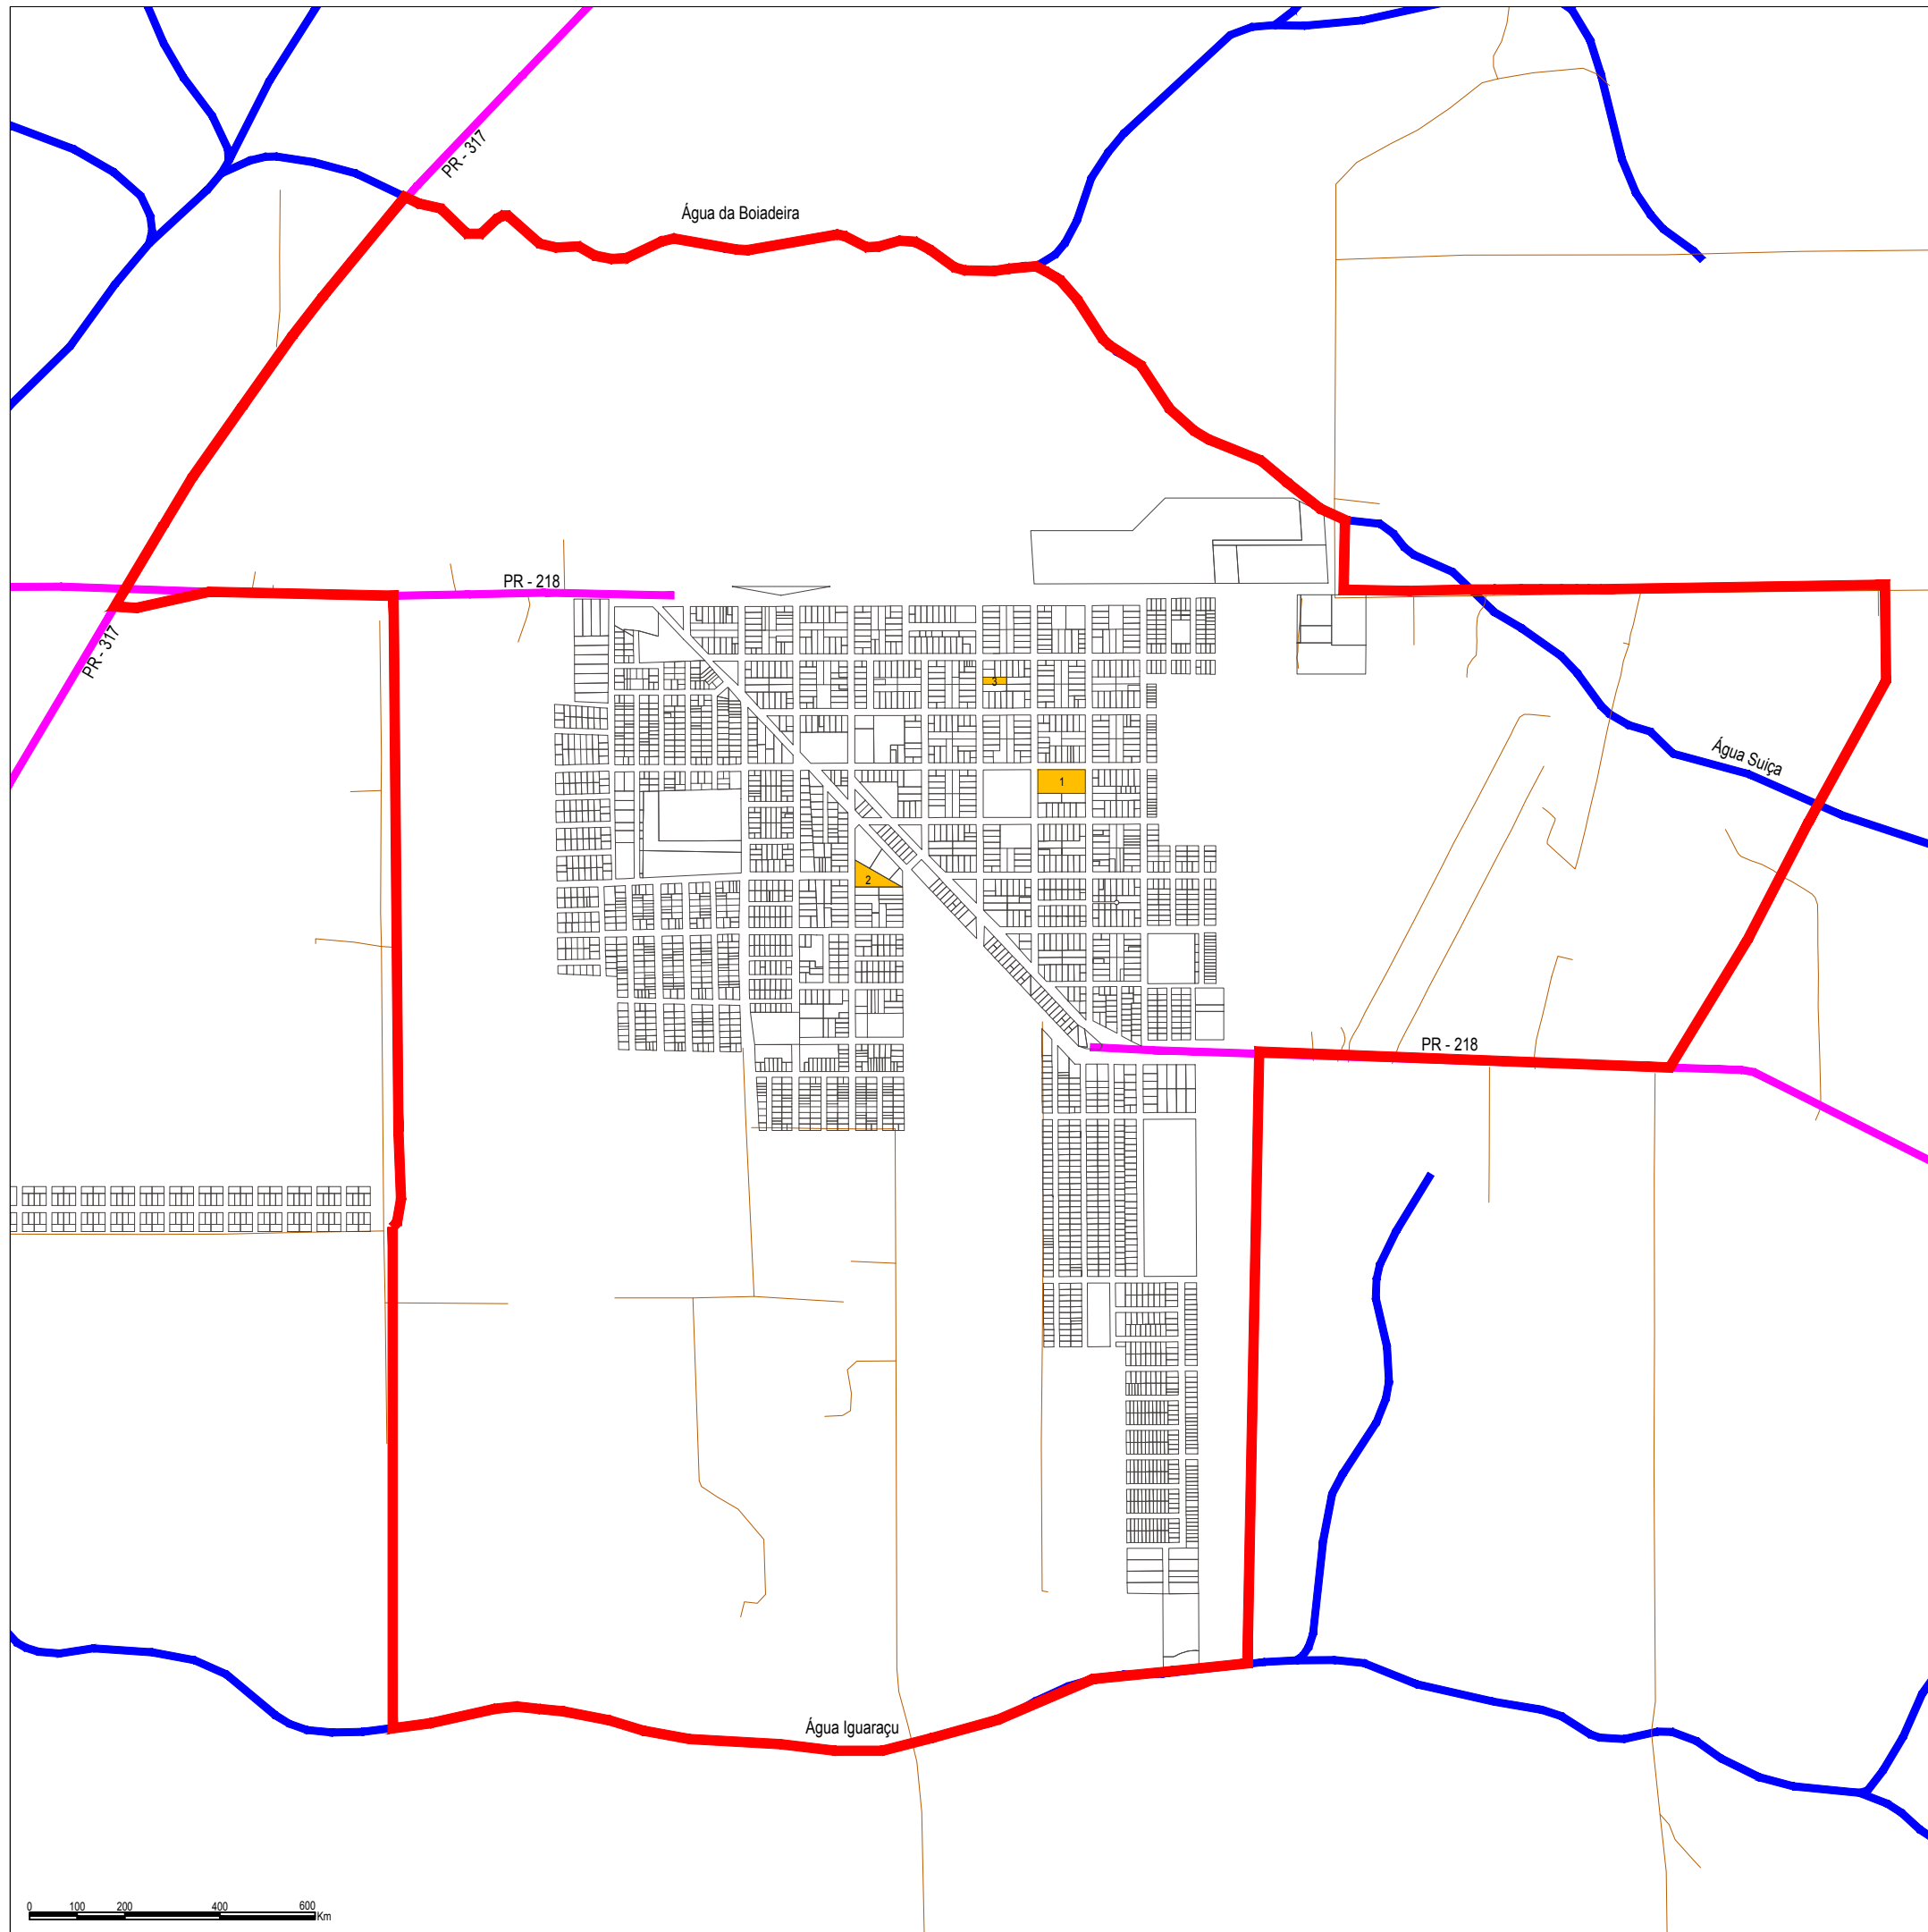 PR - 317
Água da Boiadeira
PR - 218
PR - 317
3
Água Suiça
1
2
PR - 218
Água Iguaraçu
0 100 200 400 600
Km